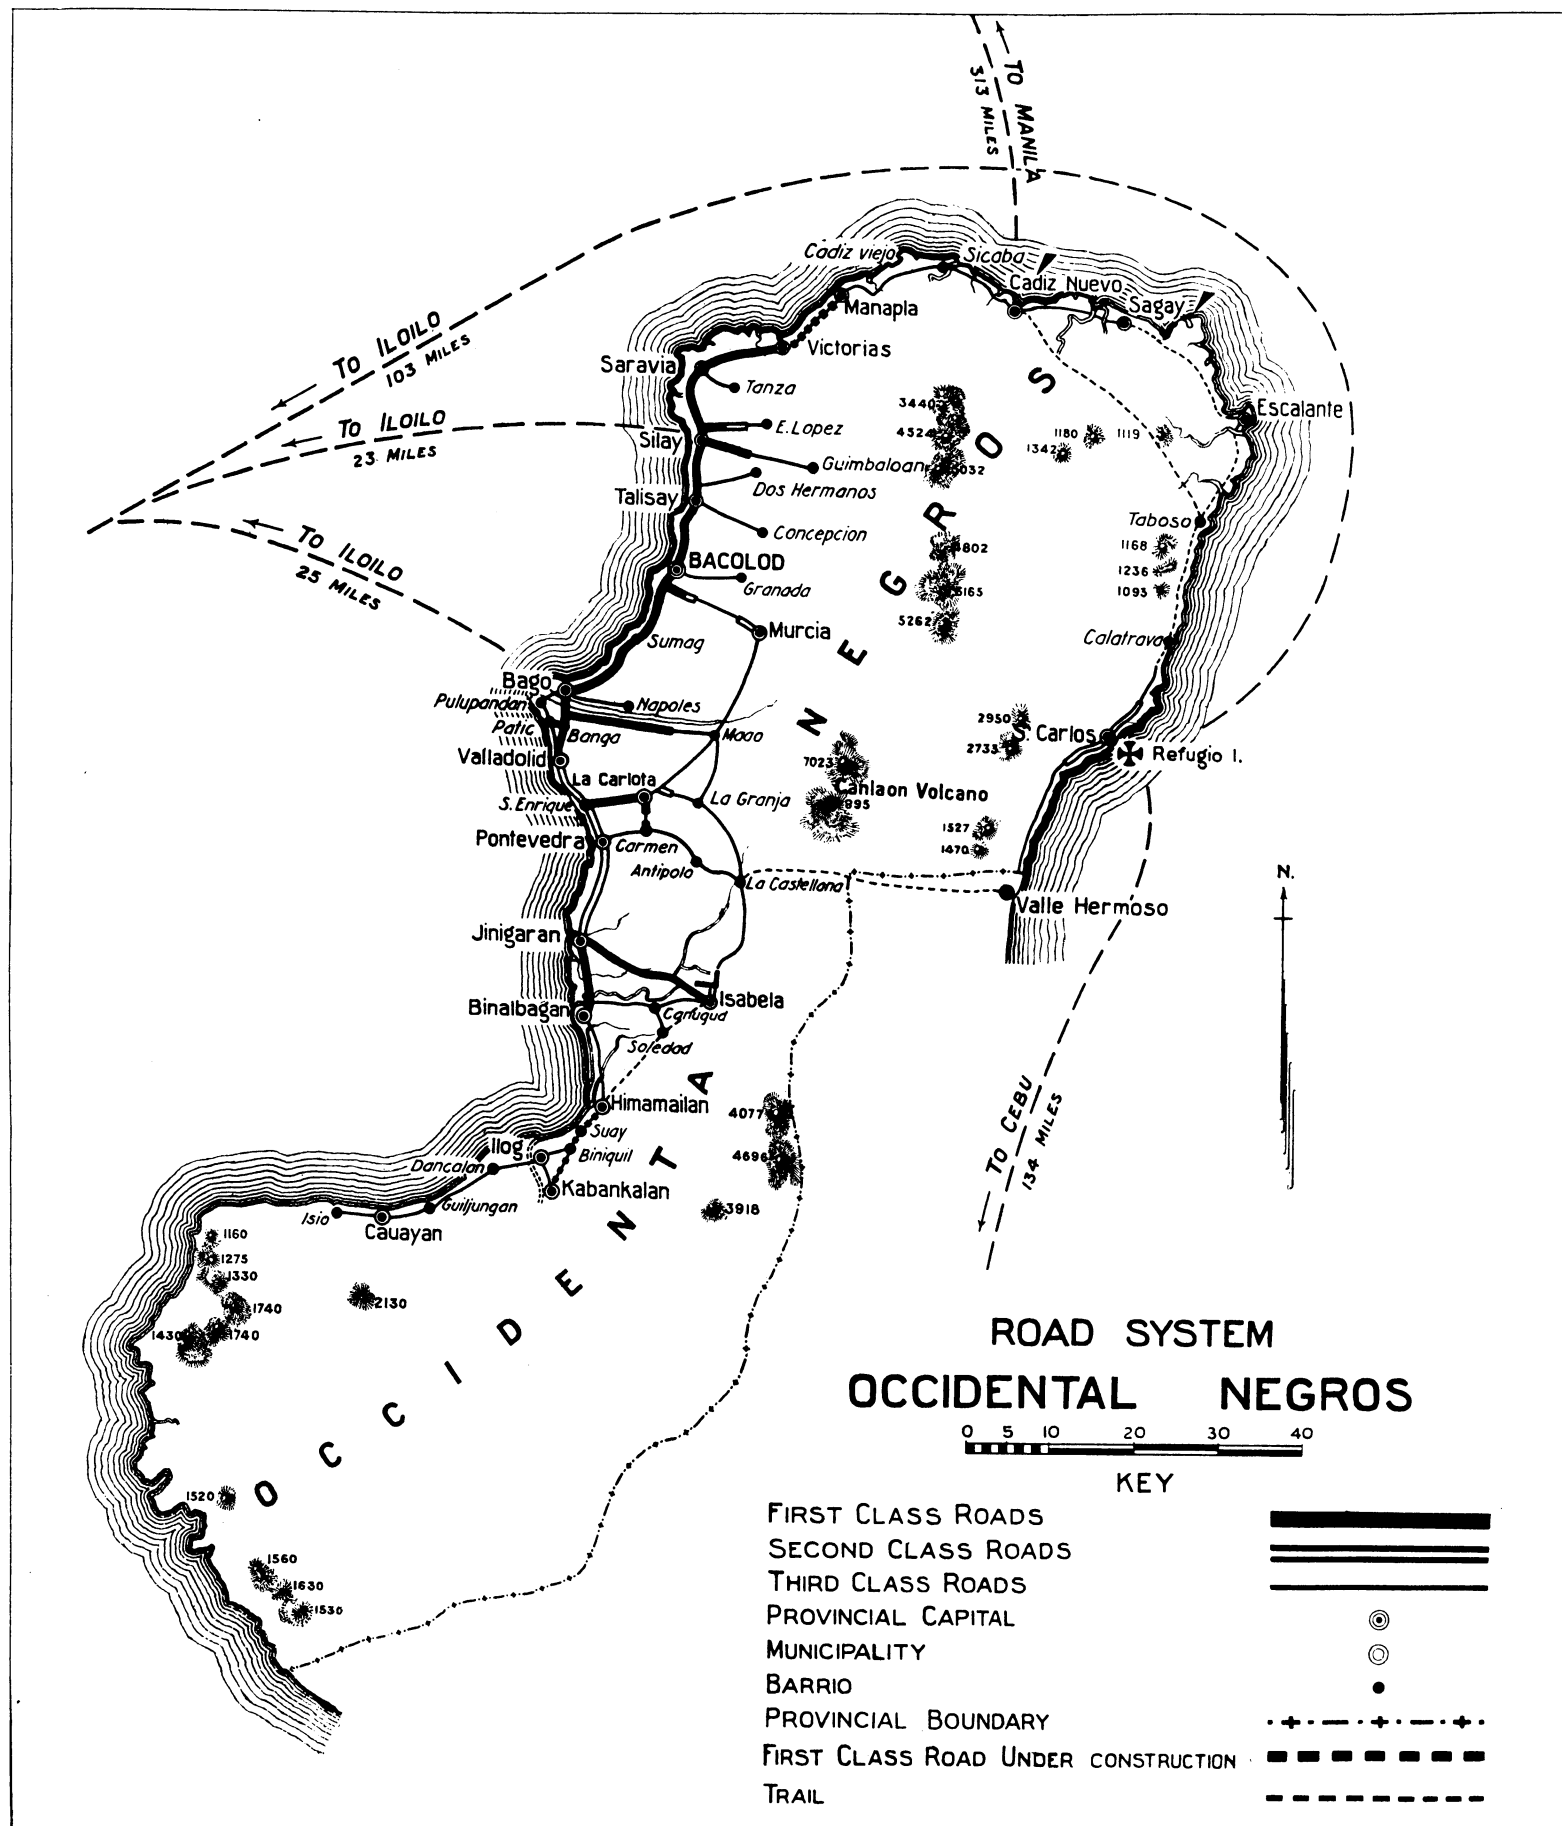 TO MANILA
313 MILES
TO ILOILO
103 MILES
TO ILOILO
23 MILES
TO ILOILO
25 MILES
Cadiz viejo
Sicaba
Cadiz Nuevo
Sagay
Manapla
Victorias
Saravia
Tanza
E. Lopez
Silay
Guimbaloan
Dos Hermanos
Talisay
Concepcion
BACOLOD
Granada
Murcia
Sumag
Bago
Pulupandan
Napoles
Patic
Banga
Maao
Valladolid
La Carlota
S. Enrique
La Granja
Pontevedra
Carmen
Antipolo
La Castellana
Jinigaran
Isabela
Binalbagan
Soledad
Himamailan
Suay
Ilog
Biniquil
Dancalan
Kabankalan
Guiljungan
Isio
Cauayan
Escalante
Taboso
Calatrava
S. Carlos
Refugio I.
Canlaon Volcano
Valle Hermoso
3440
4324
1180
1119
1342
1168
1236
1093
5262
2950
2733
7023
1527
1470
4077
4696
3918
1160
1275
1330
1740
1430
1740
2130
1520
1560
1630
1530
OCCIDENTAL NEGROS
N.
TO CEBU
134 MILES
ROAD SYSTEM
OCCIDENTAL NEGROS
0 5 10 20 30 40
KEY
FIRST CLASS ROADS
SECOND CLASS ROADS
THIRD CLASS ROADS
PROVINCIAL CAPITAL
MUNICIPALITY
BARRIO
PROVINCIAL BOUNDARY
FIRST CLASS ROAD UNDER CONSTRUCTION
TRAIL